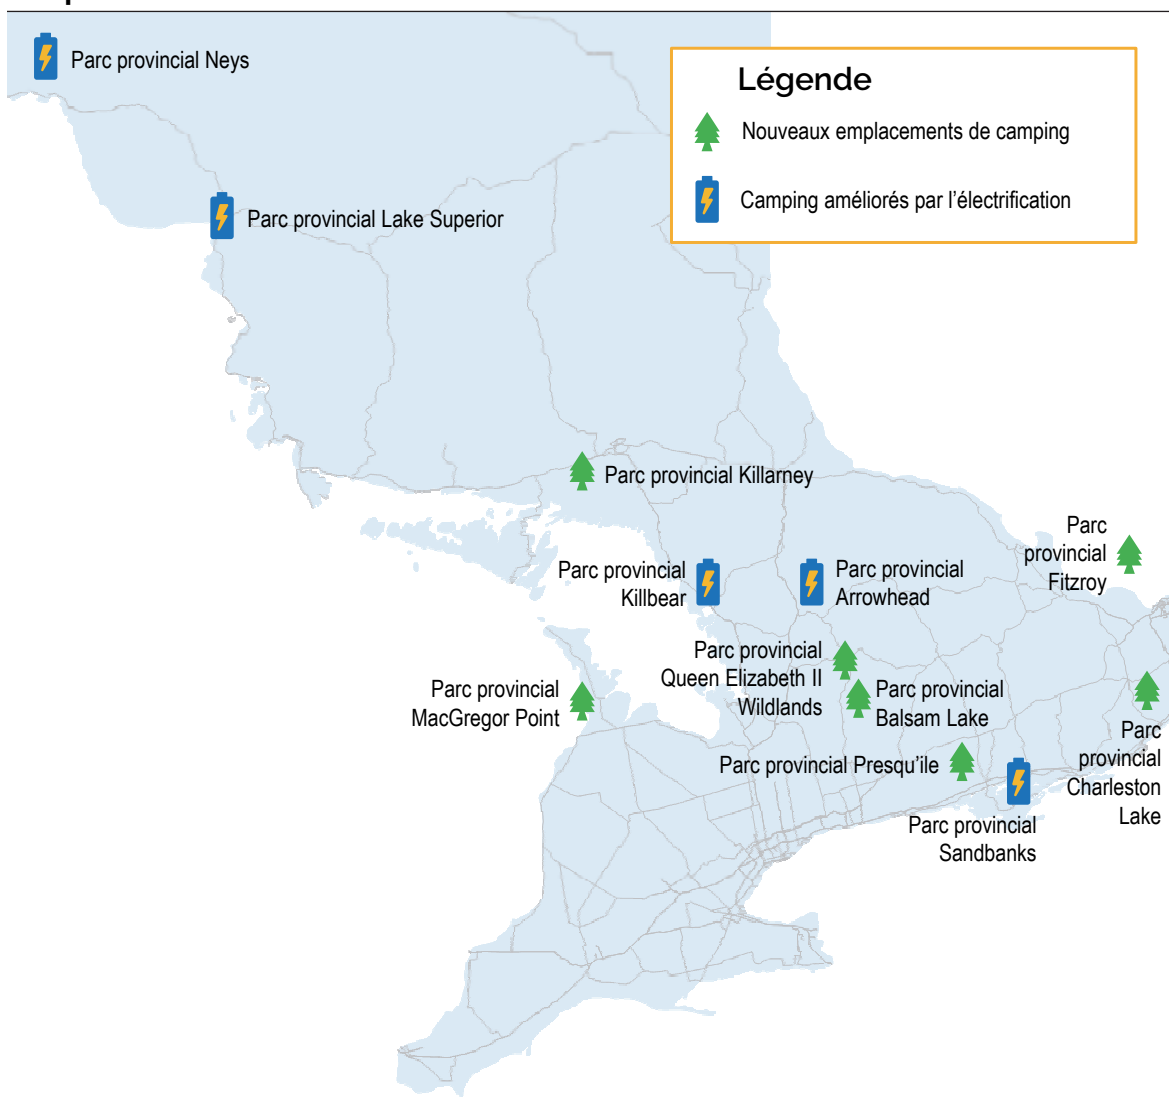 Parc provincial Neys
Légende
Nouveaux emplacements de camping
Camping améliorés par l'électrification
Parc provincial Lake Superior
Parc provincial Killarney
Parc
provincial
Fitzroy
Parc provincial
Killbear
Parc provincial
Arrowhead
Parc provincial
Queen Elizabeth II
Wildlands
Parc provincial
MacGregor Point
Parc provincial
Balsam Lake
Parc provincial Presqu'ile
Parc
provincial
Charleston
Lake
Parc provincial
Sandbanks